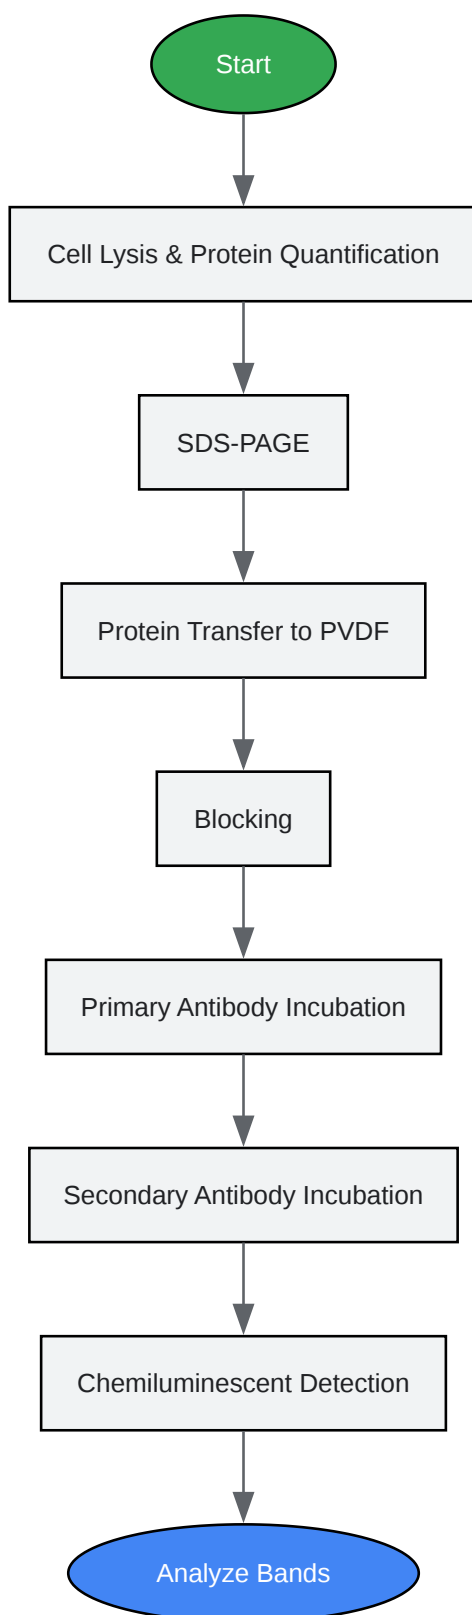 Start
Cell Lysis & Protein Quantification
SDS-PAGE
Protein Transfer to PVDF
Blocking
Primary Antibody Incubation
Secondary Antibody Incubation
Chemiluminescent Detection
Analyze Bands